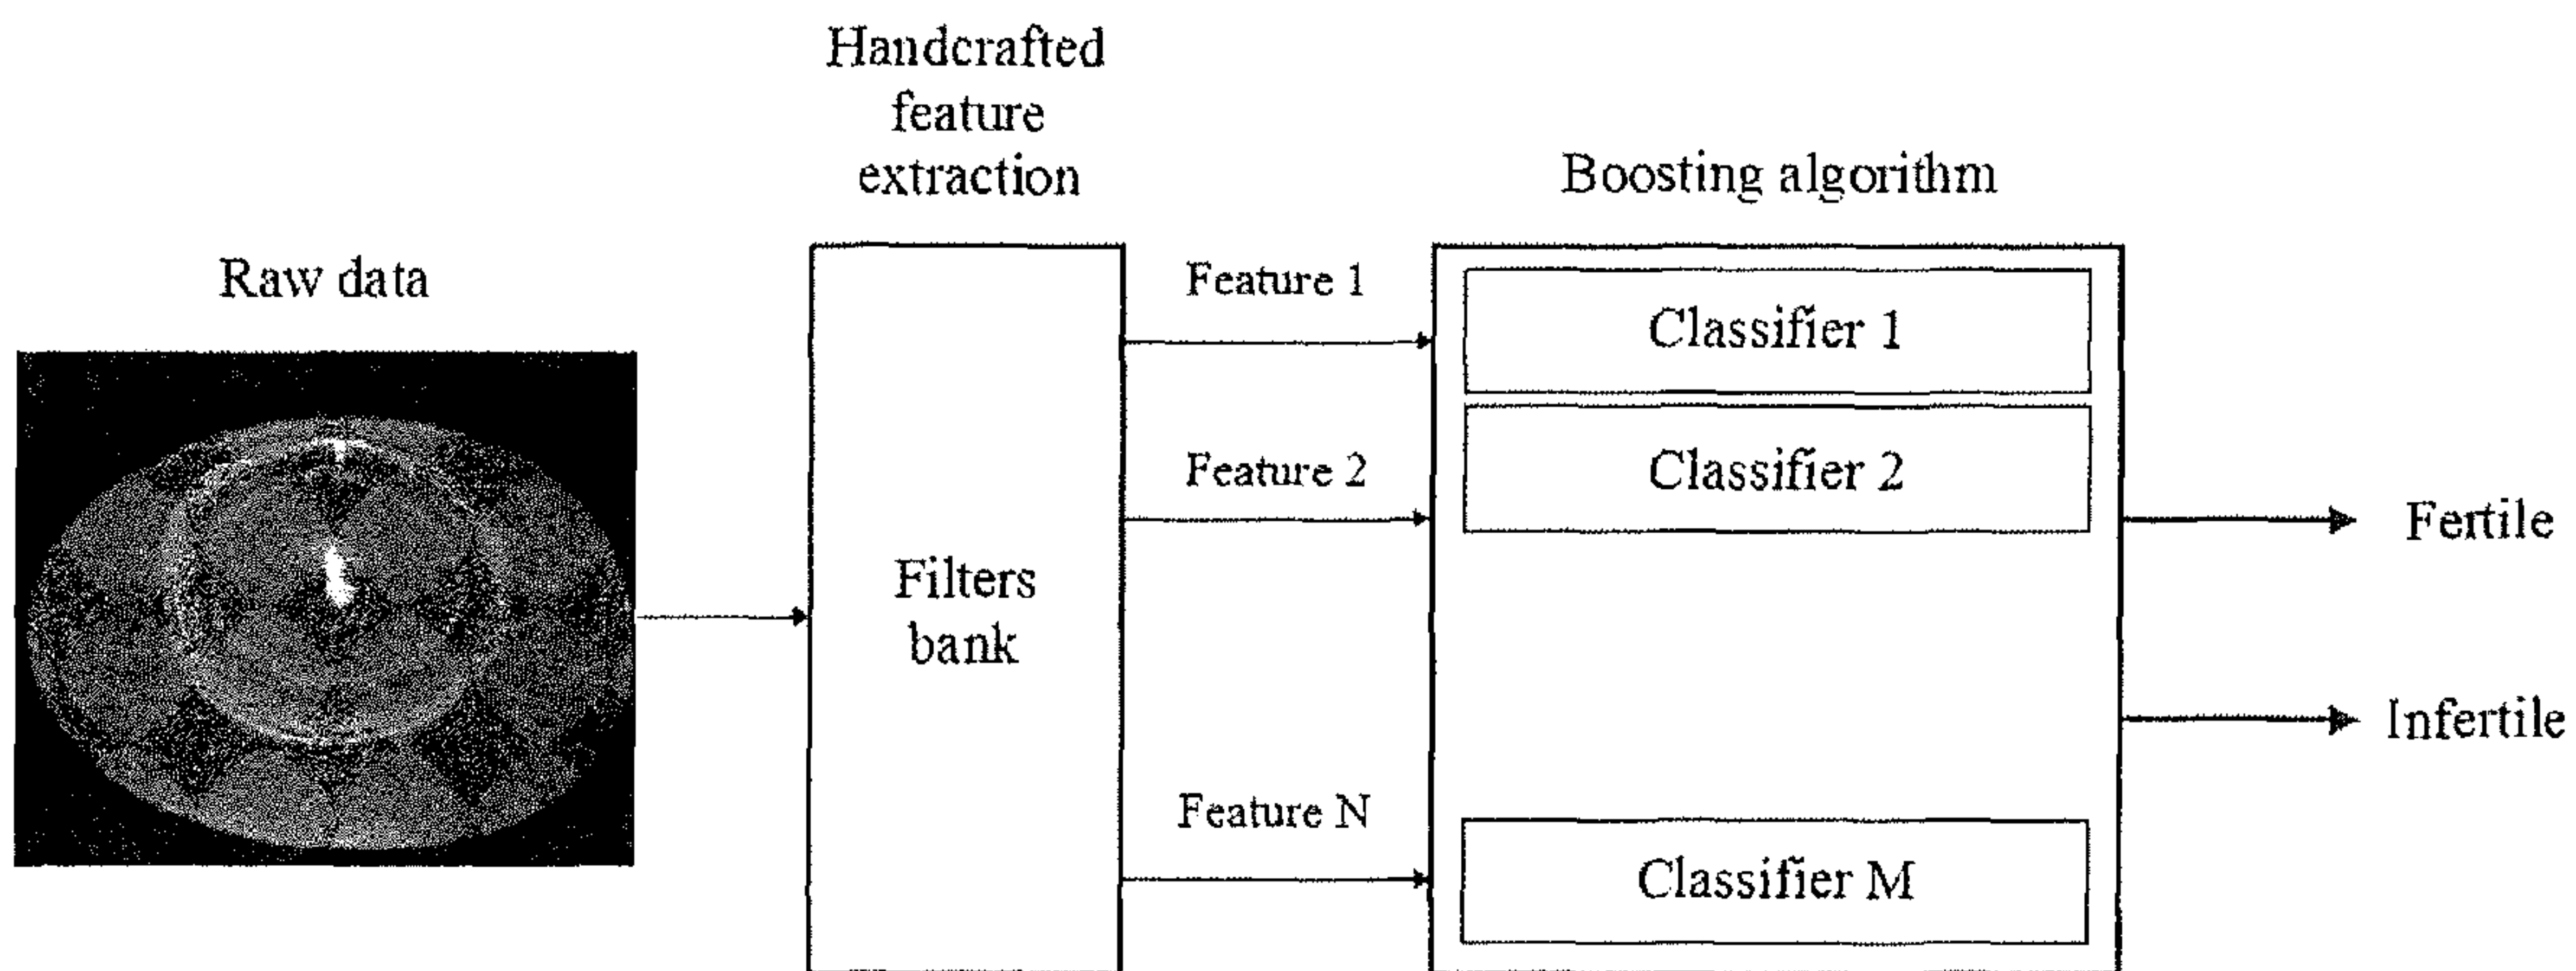 Handcrafted
feature
extraction
Boosting algorithm
Raw data
Feature 1
Classifier 1
Feature 2
Classifier 2
Fertile
Filters
bank
Infertile
Feature N
Classifier M